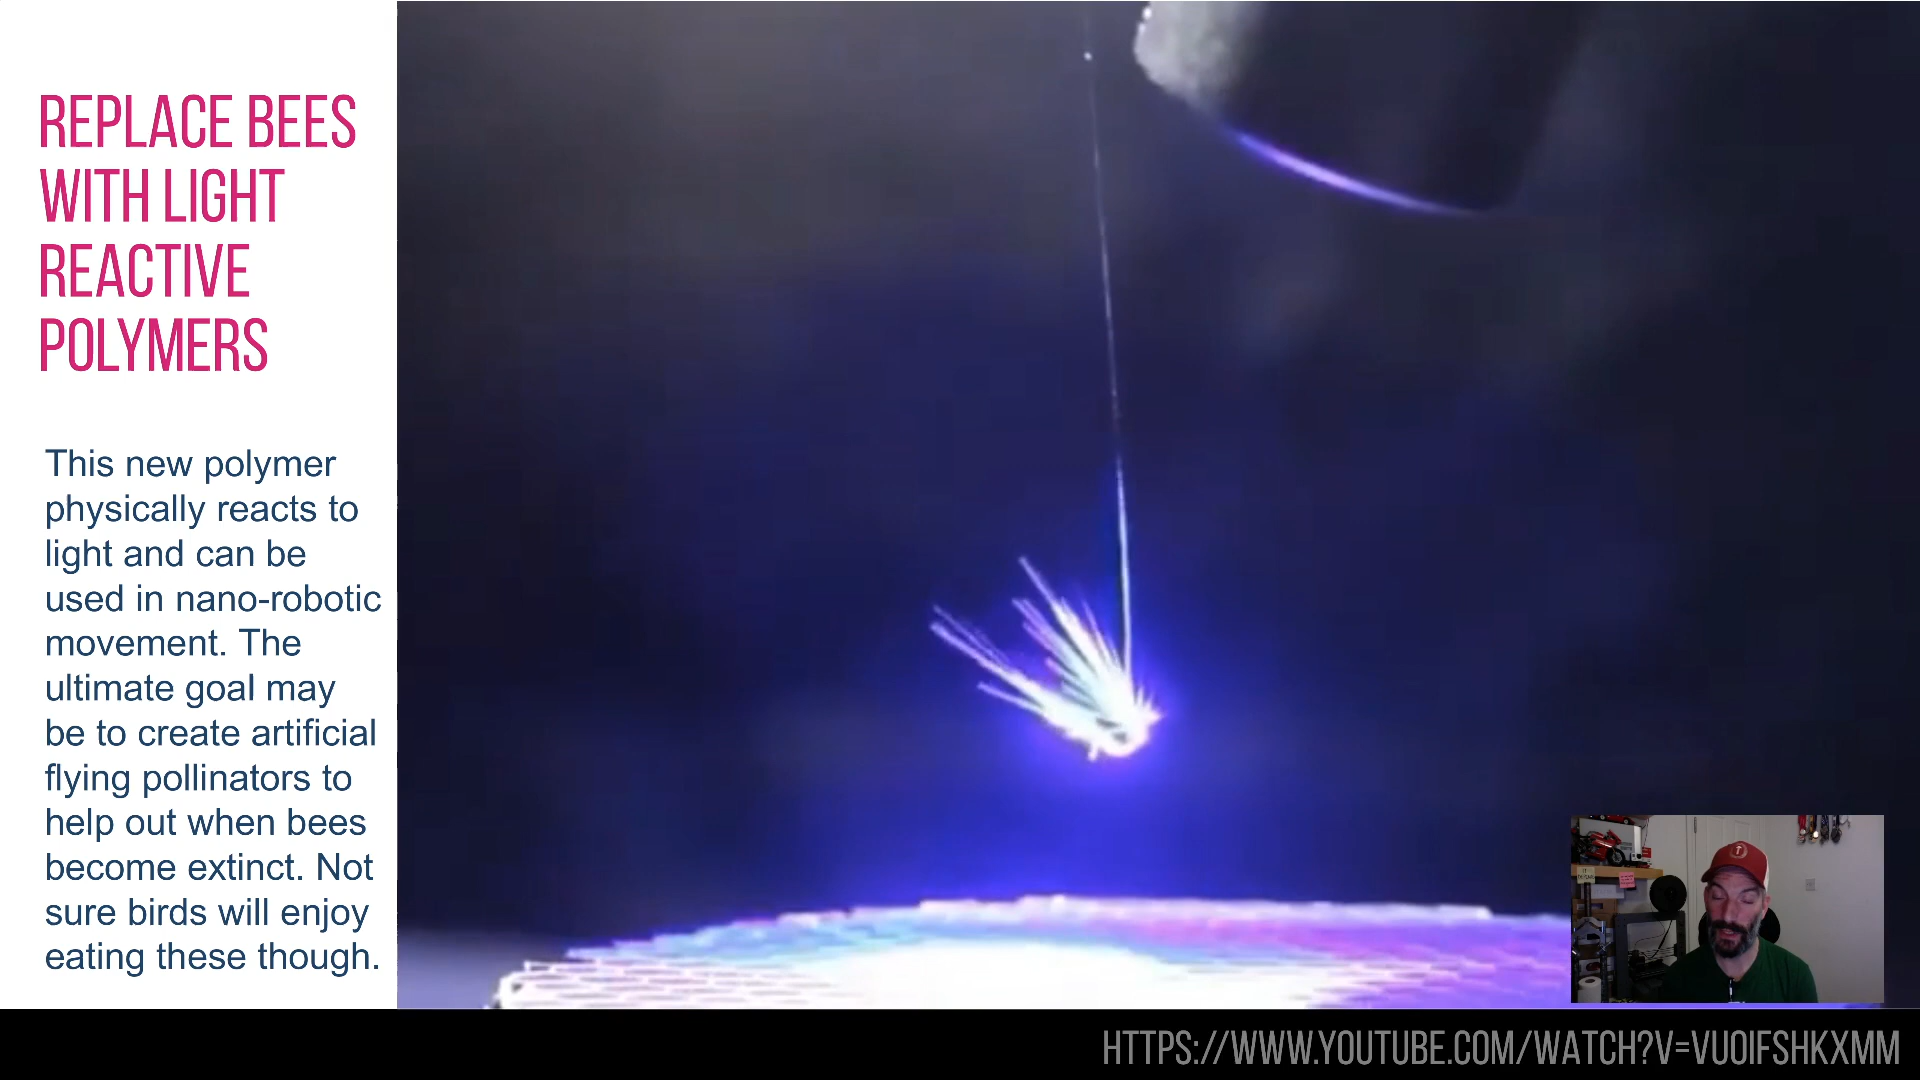 REPLACE BEES
WITH LIGHT
REACTIVE
POLYMERS
This new polymer
physically reacts to
light and can be
used in nano-robotic
movement. The
ultimate goal may
be to create artificial
flying pollinators to
help out when bees
become extinct. Not
sure birds will enjoy
eating these though.
HTTPS://WWW.YOUTUBE.COM/WATCH?V=VUOIFSHKXMM